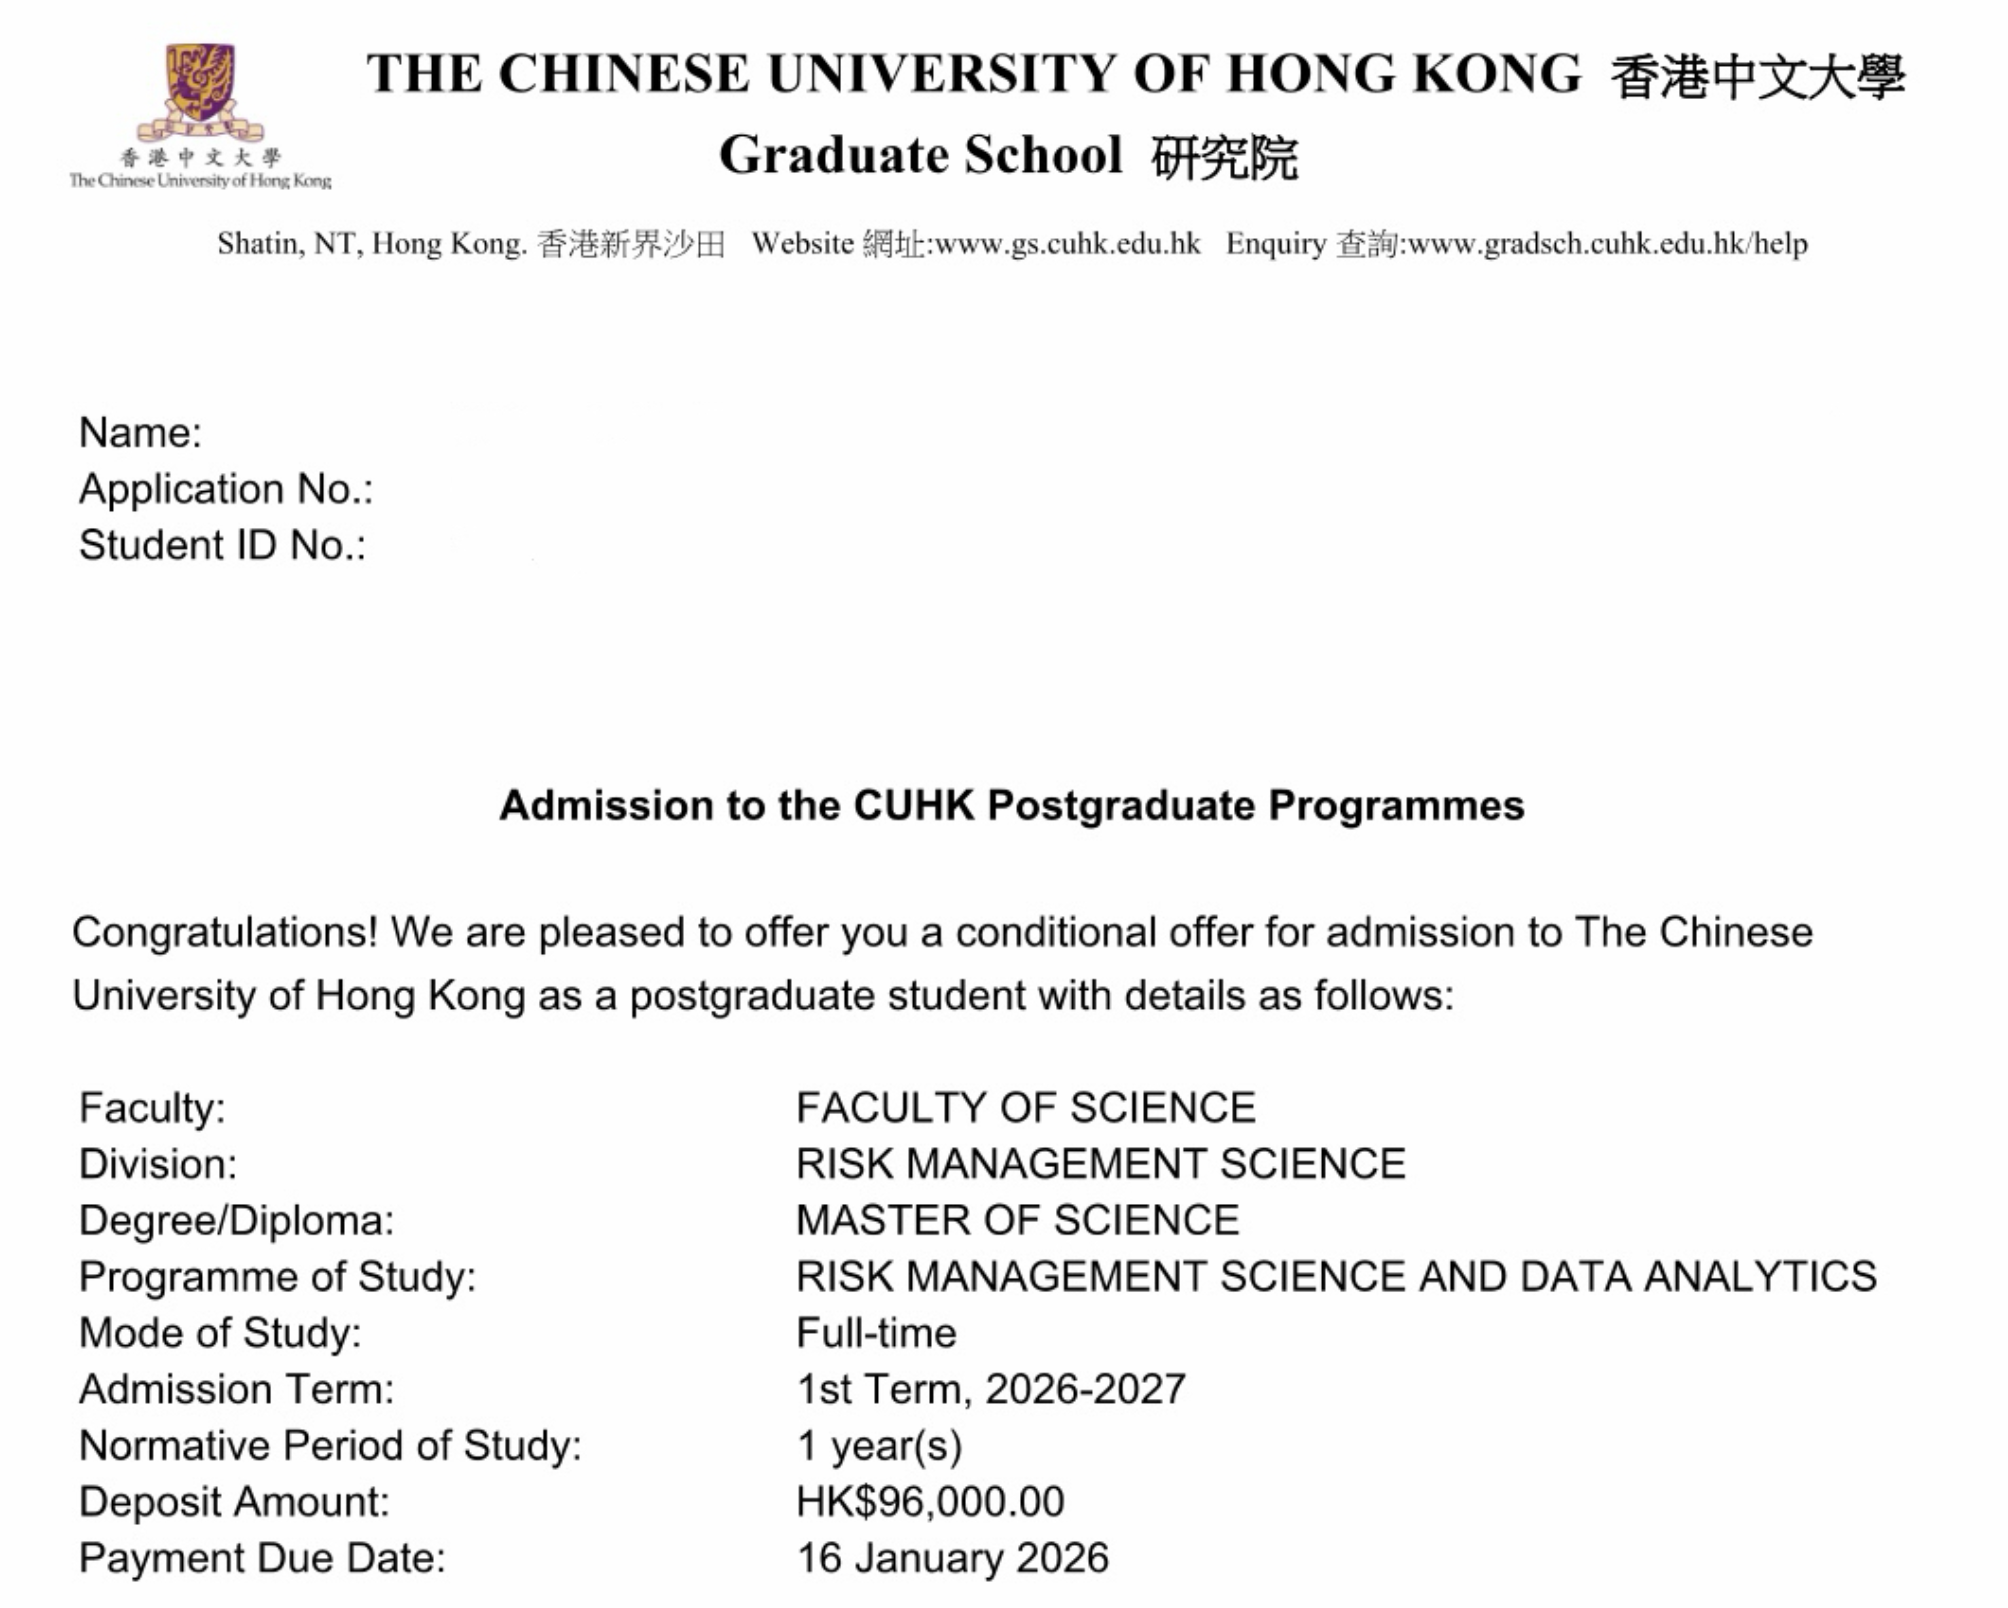 香港中文大學
The Chinese University of Hong Kong
THE CHINESE UNIVERSITY OF HONG KONG 香港中文大學
Graduate School 研究院
Shatin, NT, Hong Kong. 香港新界沙田 Website 網址:www.gs.cuhk.edu.hk Enquiry 查詢:www.gradsch.cuhk.edu.hk/help
Name:
Application No.:
Student ID No.:
Admission to the CUHK Postgraduate Programmes
Congratulations! We are pleased to offer you a conditional offer for admission to The Chinese
University of Hong Kong as a postgraduate student with details as follows:
Faculty: FACULTY OF SCIENCE
Division: RISK MANAGEMENT SCIENCE
Degree/Diploma: MASTER OF SCIENCE
Programme of Study: RISK MANAGEMENT SCIENCE AND DATA ANALYTICS
Mode of Study: Full-time
Admission Term: 1st Term, 2026-2027
Normative Period of Study: 1 year(s)
Deposit Amount: HK$96,000.00
Payment Due Date: 16 January 2026